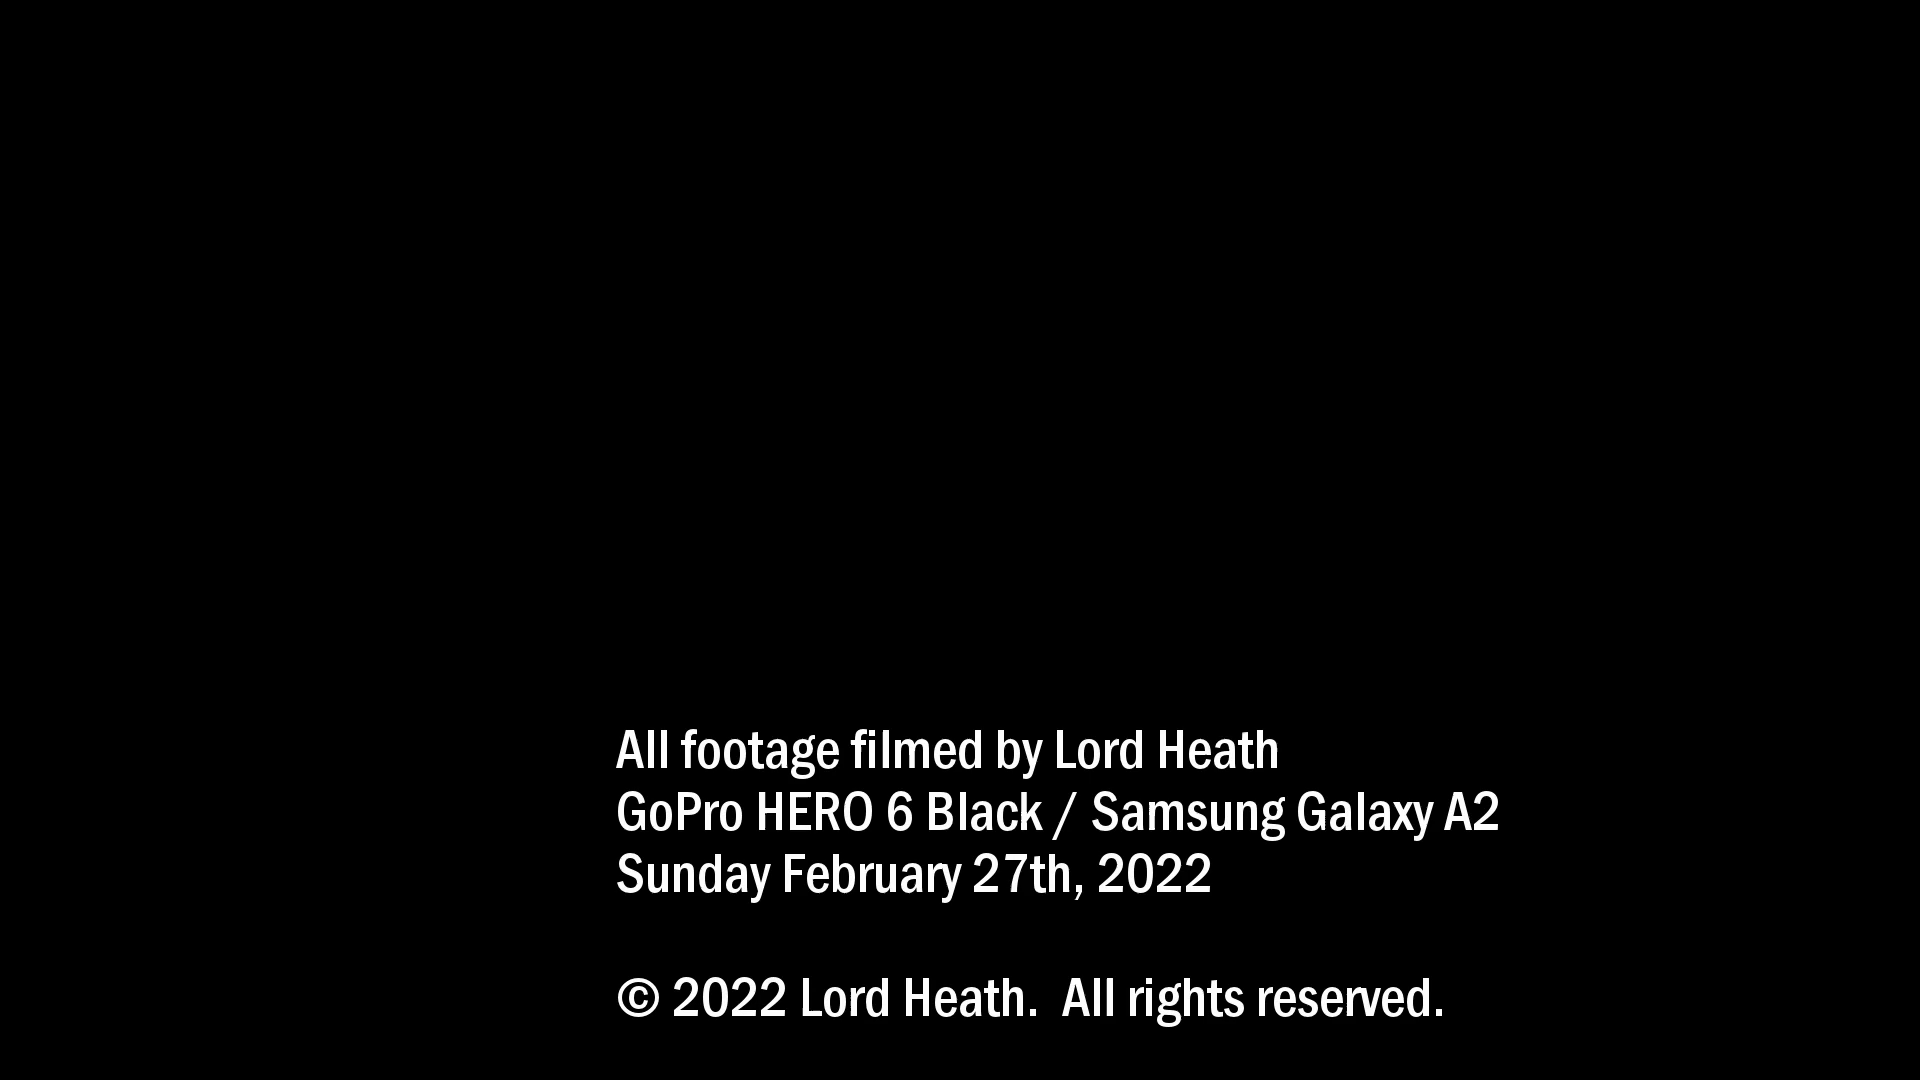 All footage filmed by Lord Heath
GoPro HERO 6 Black / Samsung Galaxy A2
Sunday February 27th, 2022
© 2022 Lord Heath.  All rights reserved.